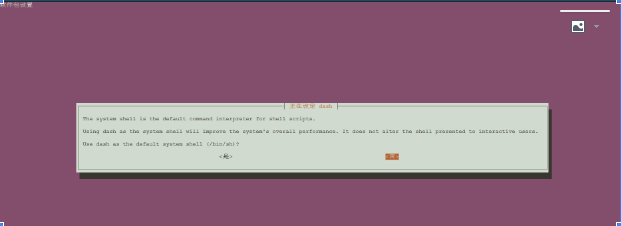 软件包设置
正在设定 dash
The system shell is the default command interpreter for shell scripts.
Using dash as the system shell will improve the system's overall performance. It does not alter the shell presented to interactive users.
Use dash as the default system shell (/bin/sh)?
<是>